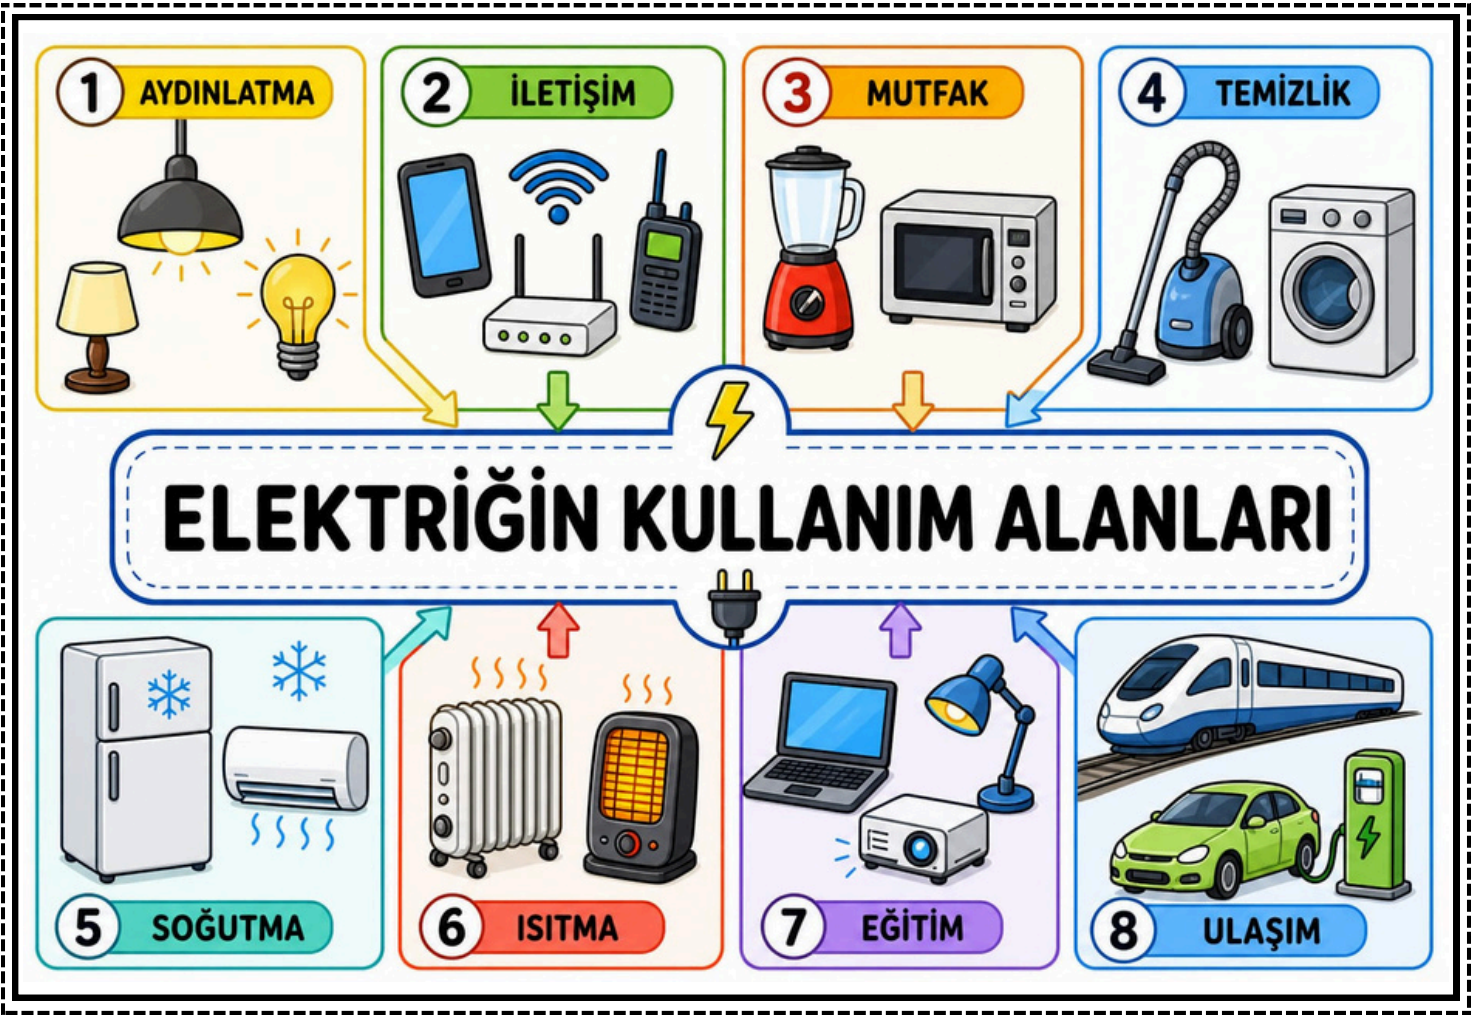 1 AYDINLATMA
2 İLETİŞİM
3 MUTFAK
4 TEMİZLİK
ELEKTRİĞİN KULLANIM ALANLARI
5 SOĞUTMA
6 ISITMA
7 EĞİTİM
8 ULAŞIM